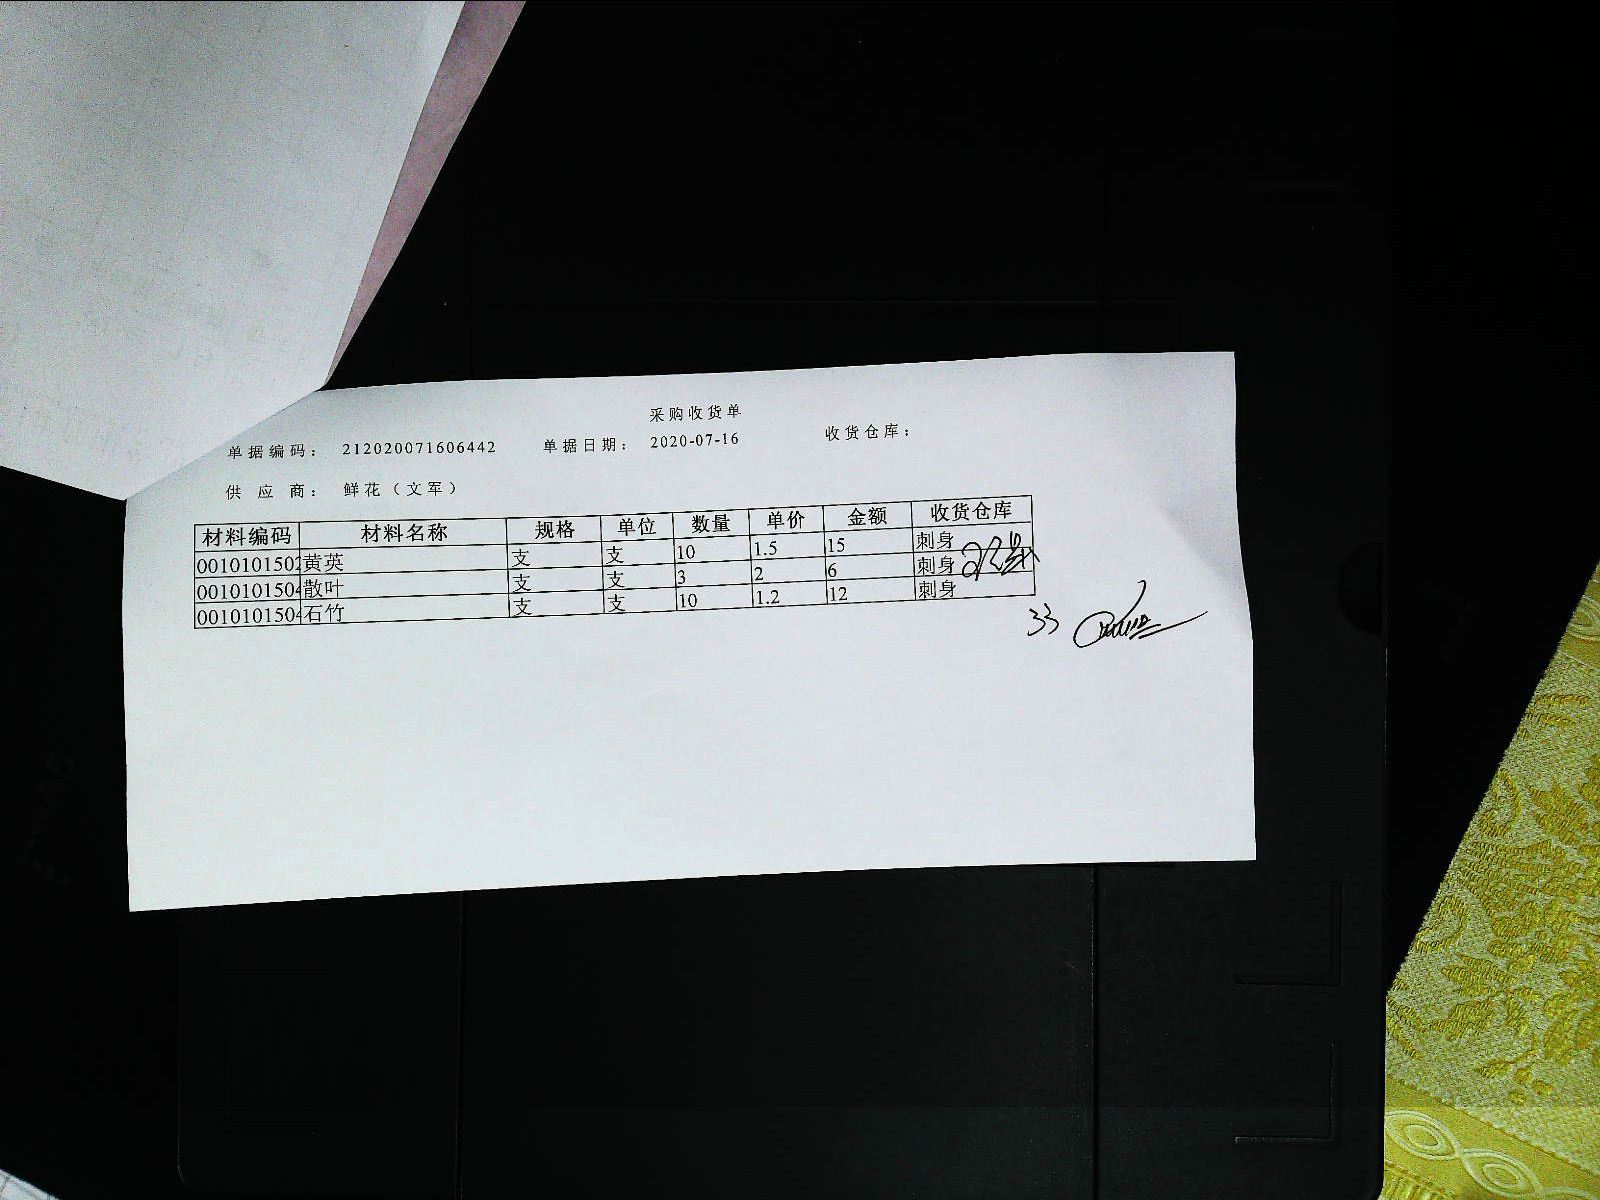 采购收货单
单据编码： 212020071606442 单据日期： 2020-07-16 收货仓库：
供 应 商： 鲜花（文军）
材料编码 材料名称 规格 单位 数量 单价 金额 收货仓库
0010101502 黄英 支 支 10 1.5 15 刺身
0010101504 散叶 支 支 3 2 6 刺身
0010101504 石竹 支 支 10 1.2 12 刺身
33